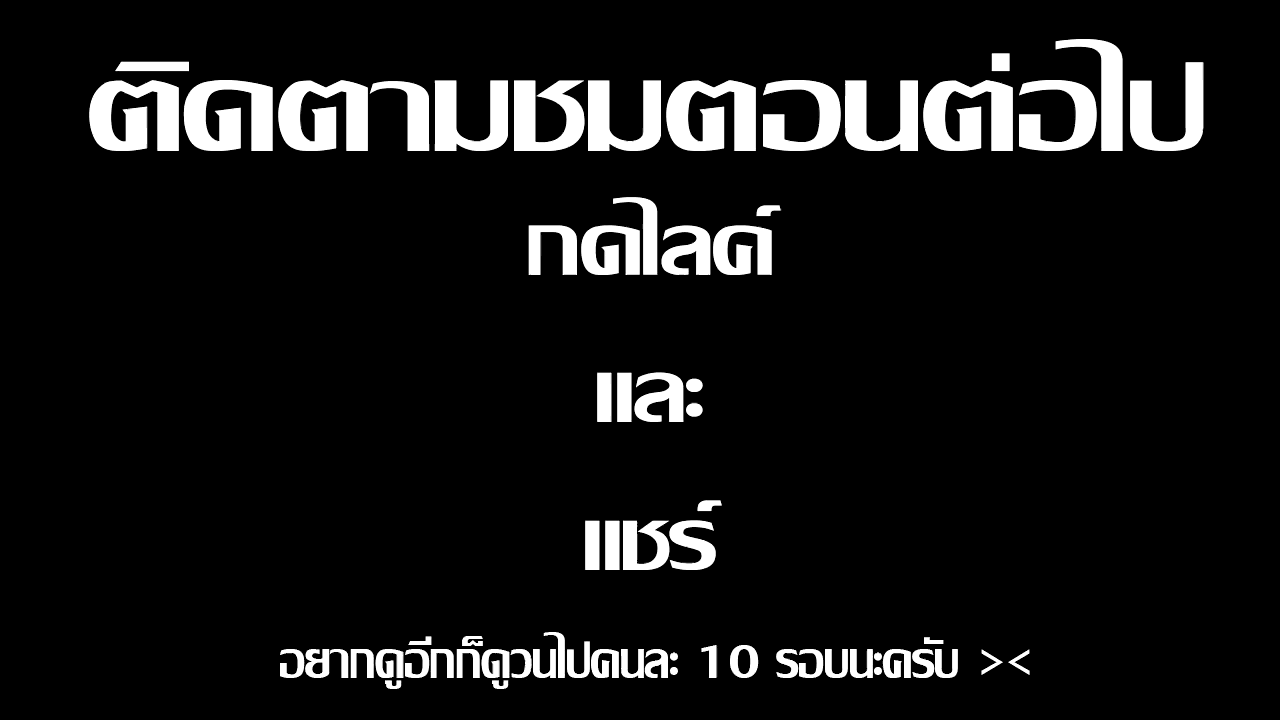 ติดตามชมตอนต่อไป
กดไลค์
และ
แชร์
อยากดูอีกก็ดูวนไปคนละ 10 รอบนะครับ ><